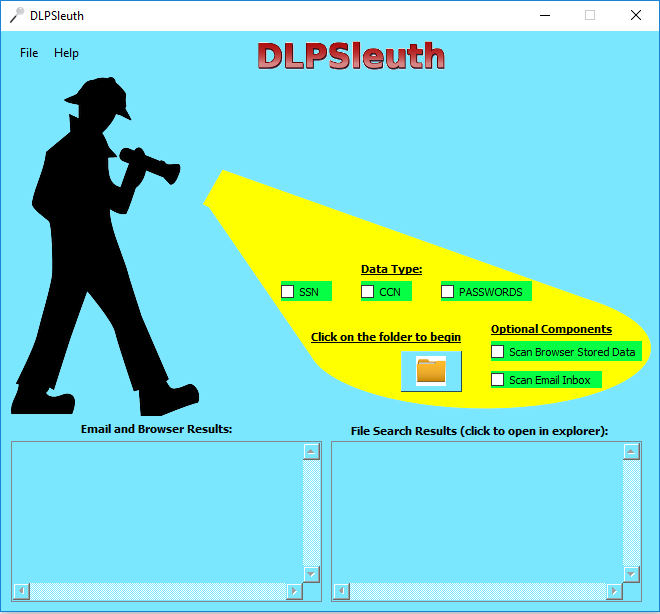 DLPSleuth
File Help
DLPSleuth
Data Type:
SSN CCN PASSWORDS
Click on the folder to begin
Optional Components
Scan Browser Stored Data
Scan Email Inbox
Email and Browser Results:
File Search Results (click to open in explorer):